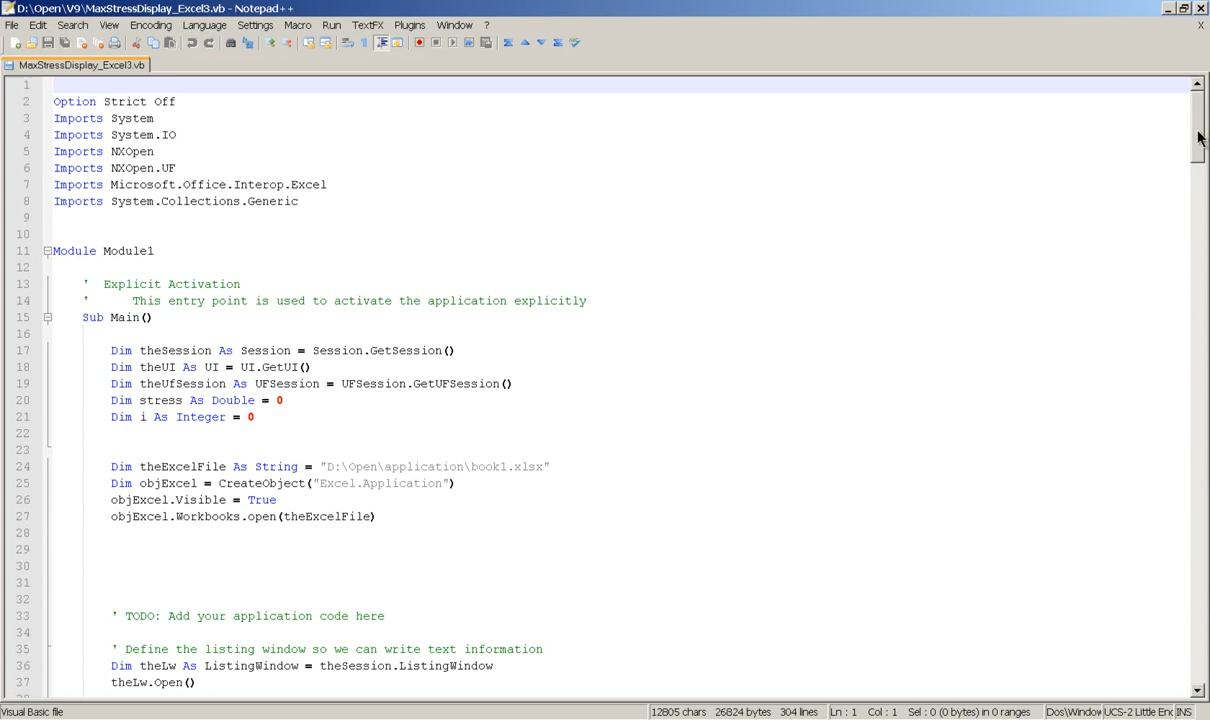 D:\Open\V9\MaxStressDisplay_Excel3.vb - Notepad++
File Edit Search View Encoding Language Settings Macro Run TextFX Plugins Window ? X
MaxStressDisplay_Excel3.vb
1
2 Option Strict Off
3 Imports System
4 Imports System.IO
5 Imports NXOpen
6 Imports NXOpen.UF
7 Imports Microsoft.Office.Interop.Excel
8 Imports System.Collections.Generic
9
10
11 Module Module1
12
13 ' Explicit Activation
14 ' This entry point is used to activate the application explicitly
15 Sub Main()
16
17 Dim theSession As Session = Session.GetSession()
18 Dim theUI As UI = UI.GetUI()
19 Dim theUfSession As UFSession = UFSession.GetUFSession()
20 Dim stress As Double = 0
21 Dim i As Integer = 0
22
23
24 Dim theExcelFile As String = "D:\Open\application\book1.xlsx"
25 Dim objExcel = CreateObject("Excel.Application")
26 objExcel.Visible = True
27 objExcel.Workbooks.open(theExcelFile)
28
29
30
31
32
33 ' TODO: Add your application code here
34
35 ' Define the listing window so we can write text information
36 Dim theLw As ListingWindow = theSession.ListingWindow
37 theLw.Open()
Visual Basic file 12805 chars 26824 bytes 304 lines Ln : 1 Col : 1 Sel : 0 (0 bytes) in 0 ranges Dos\Window UCS-2 Little En INS